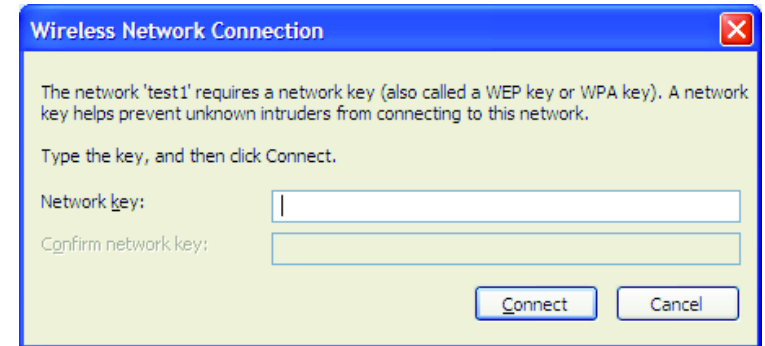 Wireless Network Connection
The network 'test1' requires a network key (also called a WEP key or WPA key). A network
key helps prevent unknown intruders from connecting to this network.
Type the key, and then click Connect.
Network key:
Confirm network key:
Connect Cancel